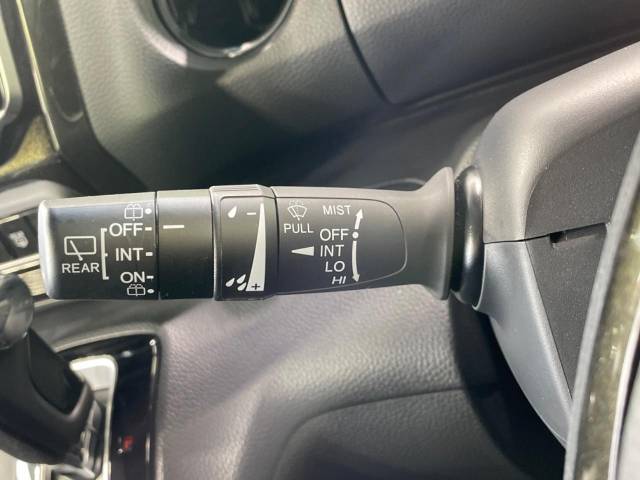 OFF
INT
REAR
ON
-
+
PULL
MIST
OFF
INT
LO
HI